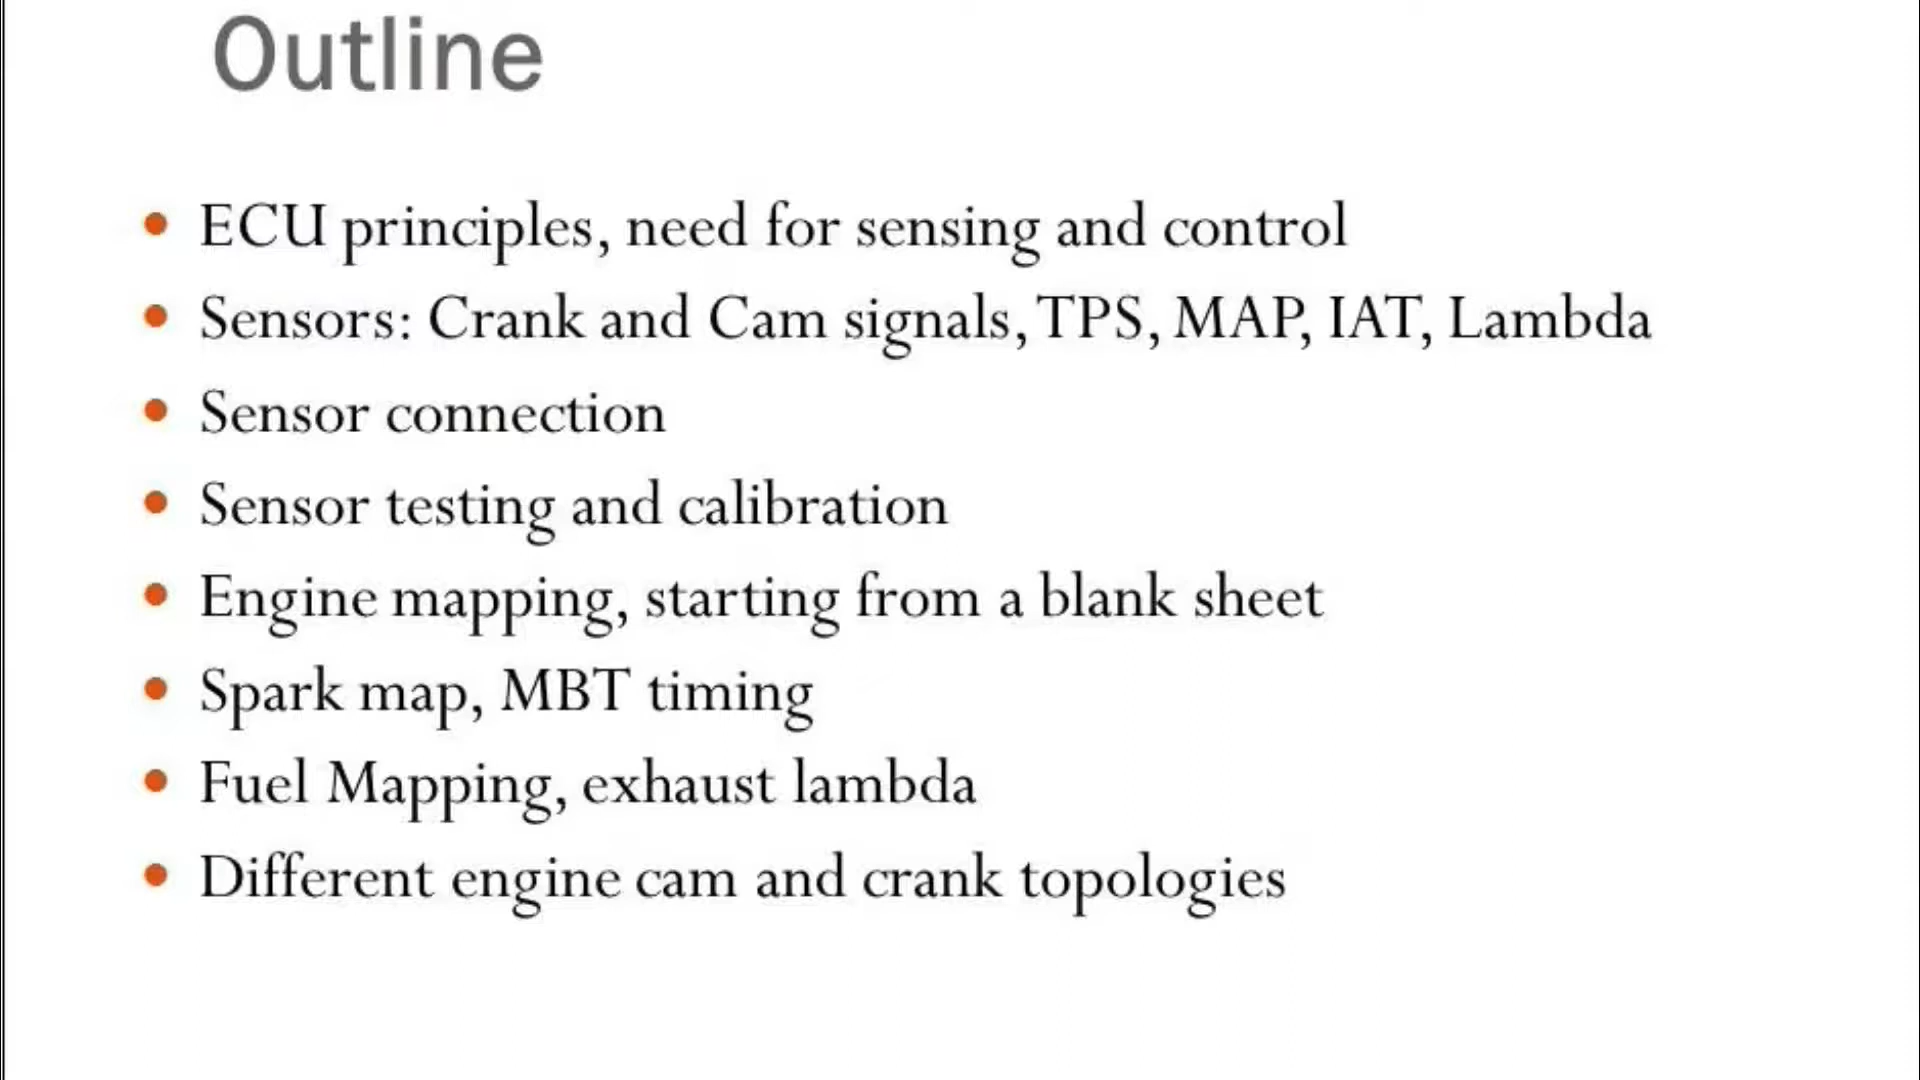 Outline
• ECU principles, need for sensing and control
• Sensors: Crank and Cam signals, TPS, MAP, IAT, Lambda
• Sensor connection
• Sensor testing and calibration
• Engine mapping, starting from a blank sheet
• Spark map, MBT timing
• Fuel Mapping, exhaust lambda
• Different engine cam and crank topologies